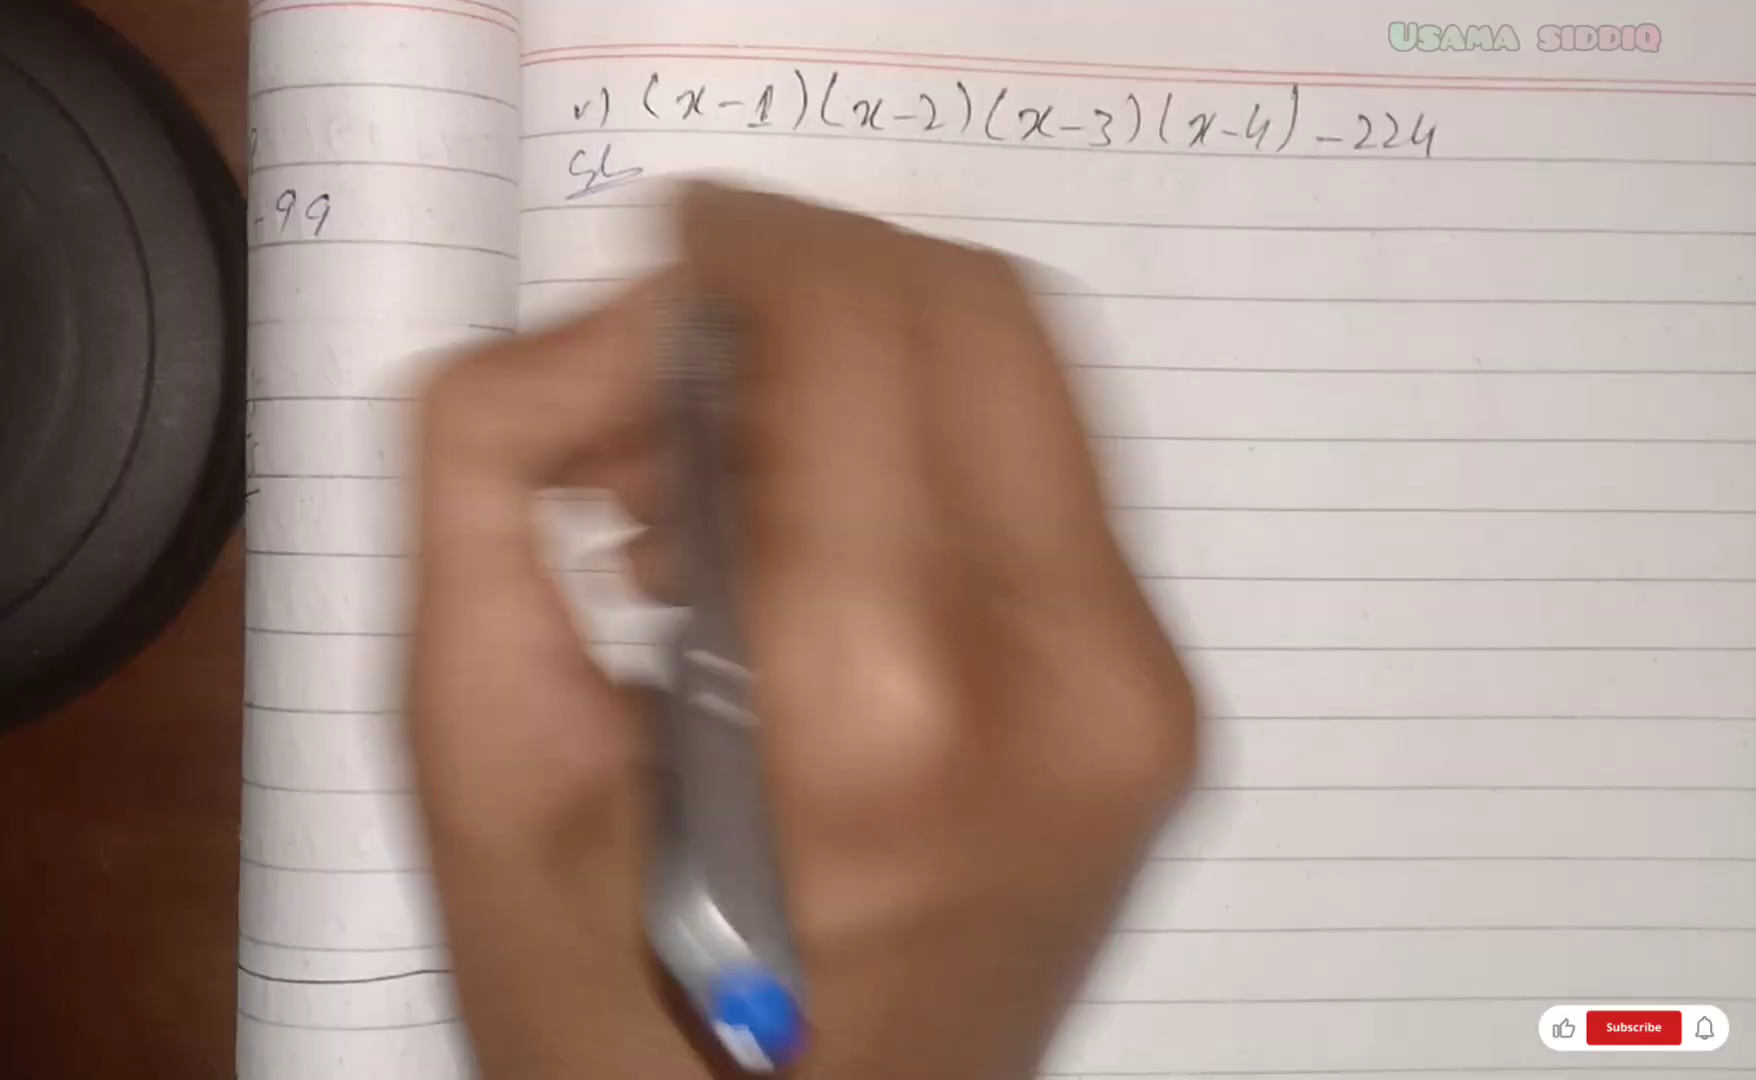 USAMA SIDDIQ
v) (x-1)(x-2)(x-3)(x-4) -224
Sol
-99
Subscribe